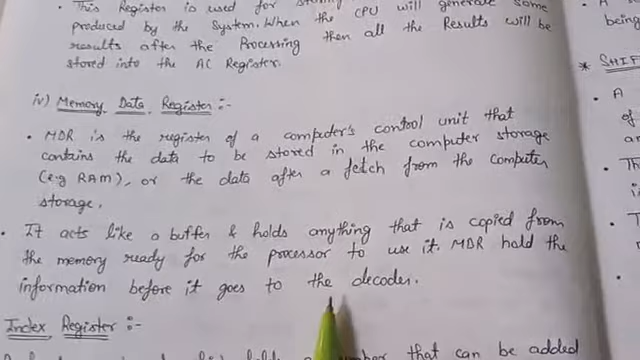 This Register is used for
the CPU will generate some
produced by the System. When
results after the Processing then all the Results will be
stored into the AC Register.
iv) Memory Data Register :-
• MDR is the register of a computer's control unit that
contains the data to be stored in the computer storage
(e.g RAM), or the data after a fetch from the computer
storage.
• It acts like a buffer & holds anything that is copied from
the memory ready for the processor to use it. MDR hold the
information before it goes to the decoder.
Index Register :-
that can be added
being
* SHIF
• A
of
• Th